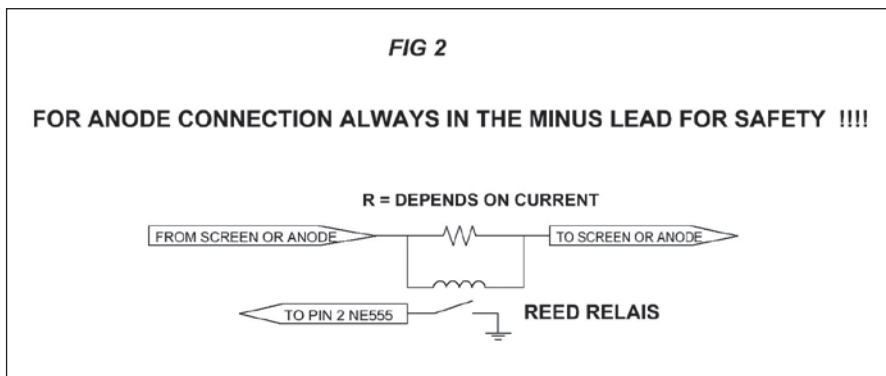 FIG 2
FOR ANODE CONNECTION ALWAYS IN THE MINUS LEAD FOR SAFETY !!!!
R = DEPENDS ON CURRENT
FROM SCREEN OR ANODE
TO SCREEN OR ANODE
TO PIN 2 NE555
REED RELAIS